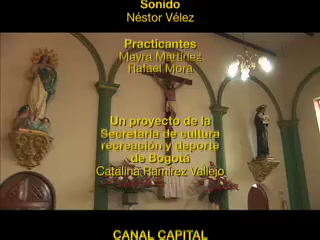 Sonido
Néstor Vélez
Practicantes
Mayra Martínez
Rafael Mora
Un proyecto de la
Secretaría de cultura
recreación y deporte
de Bogotá
Catalina Ramírez Vallejo
CANAL CAPITAL